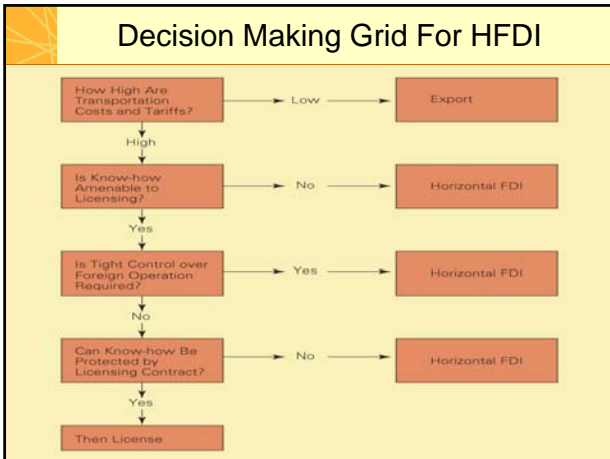 Decision Making Grid For HFDI
How High Are
Transportation
Costs and Tariffs?
Low
Export
High
Is Know-how
Amenable to
Licensing?
No
Horizontal FDI
Yes
Is Tight Control over
Foreign Operation
Required?
Yes
Horizontal FDI
No
Can Know-how Be
Protected by
Licensing Contract?
No
Horizontal FDI
Yes
Then License